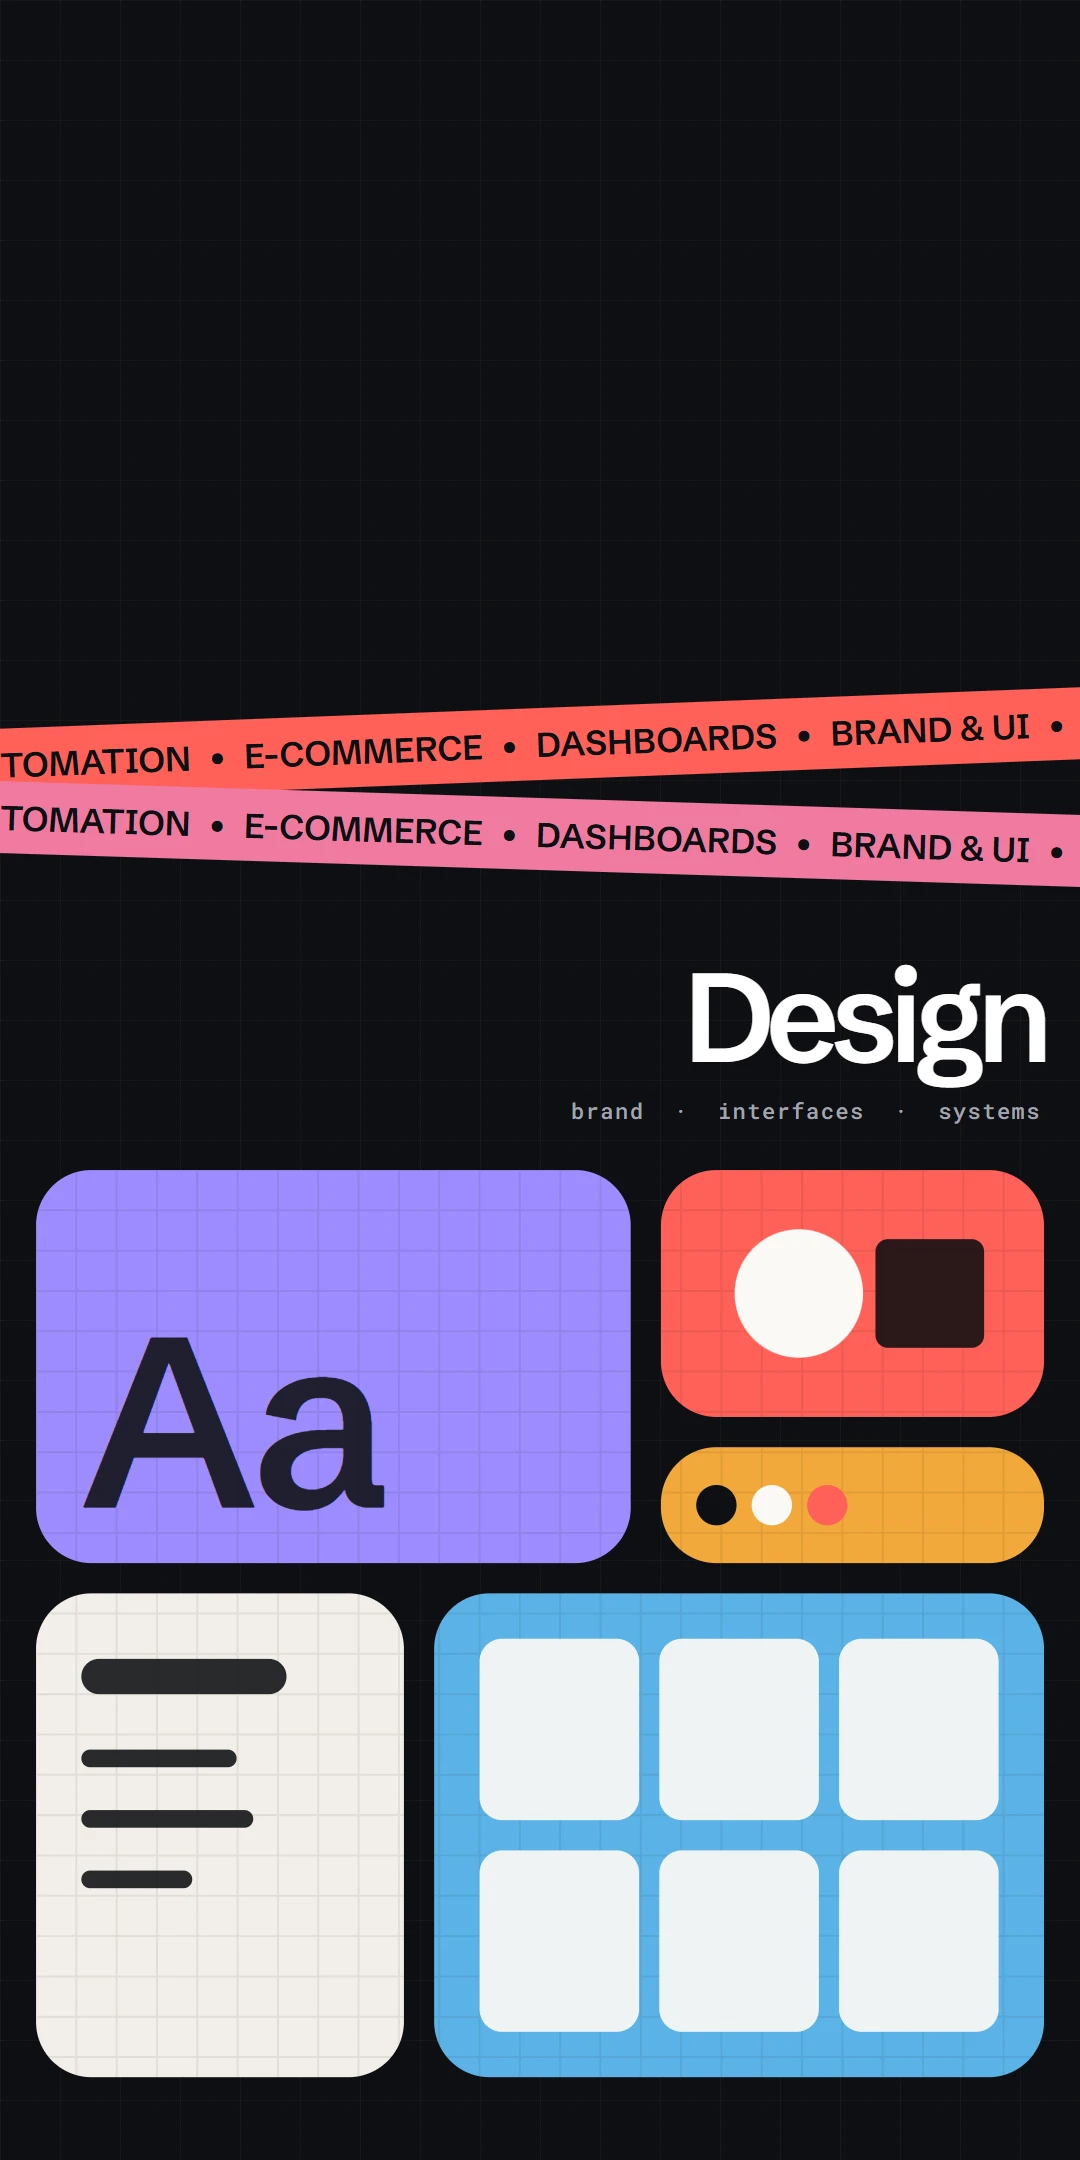 TOMATION • E-COMMERCE • DASHBOARDS • BRAND & UI •
TOMATION • E-COMMERCE • DASHBOARDS • BRAND & UI •
Design
brand · interfaces · systems
Aa